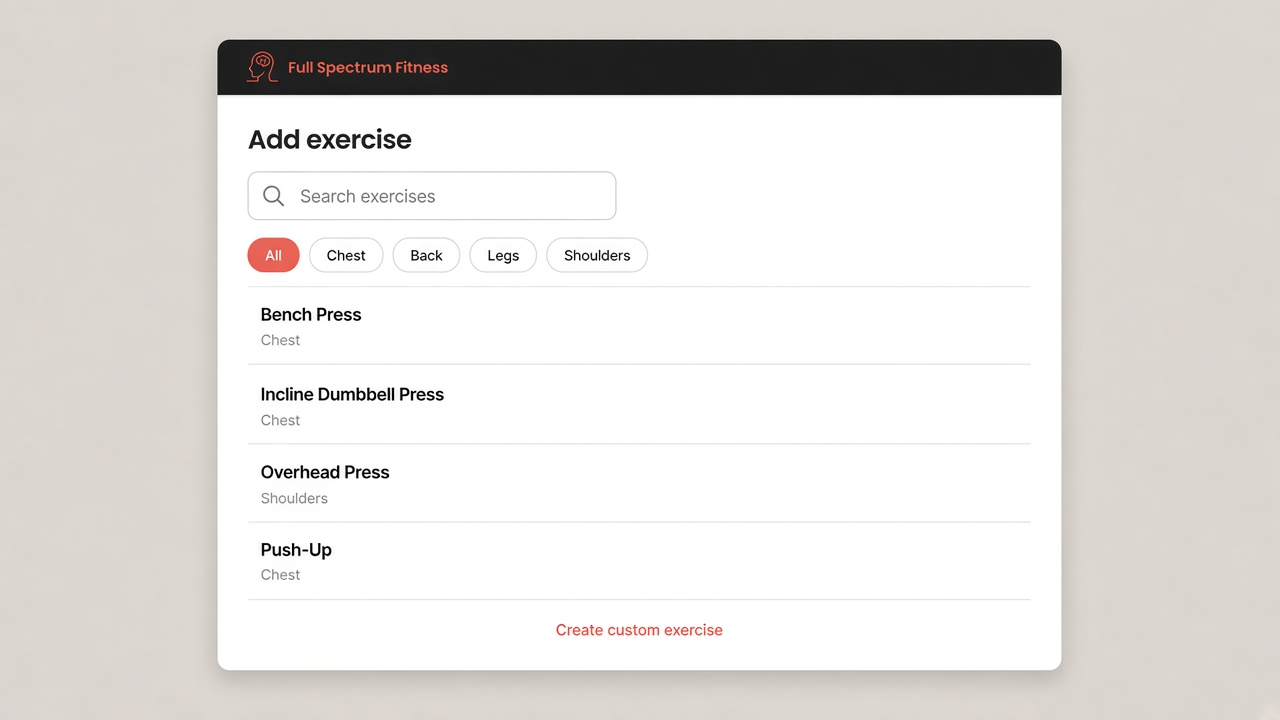 Full Spectrum Fitness
Add exercise
Search exercises
All
Chest
Back
Legs
Shoulders
Bench Press
Chest
Incline Dumbbell Press
Chest
Overhead Press
Shoulders
Push-Up
Chest
Create custom exercise